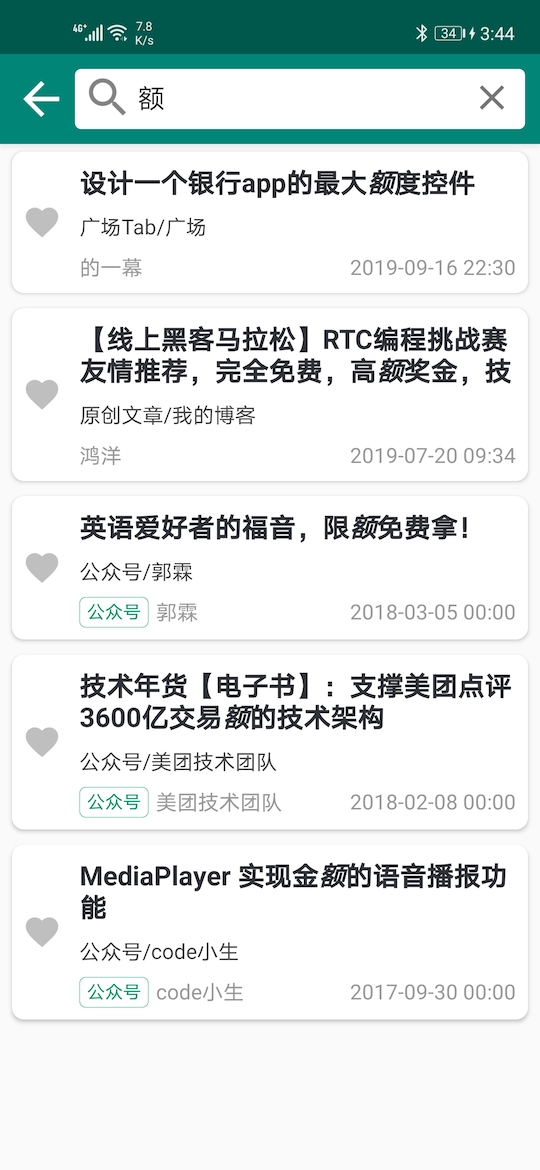 4G+ 7.8 K/s 34 3:44
额
设计一个银行app的最大额度控件
广场Tab/广场
的一幕 2019-09-16 22:30
【线上黑客马拉松】RTC编程挑战赛
友情推荐，完全免费，高额奖金，技
原创文章/我的博客
鸿洋 2019-07-20 09:34
英语爱好者的福音，限额免费拿！
公众号/郭霖
公众号 郭霖 2018-03-05 00:00
技术年货【电子书】：支撑美团点评
3600亿交易额的技术架构
公众号/美团技术团队
公众号 美团技术团队 2018-02-08 00:00
MediaPlayer 实现金额的语音播报功
能
公众号/code小生
公众号 code小生 2017-09-30 00:00